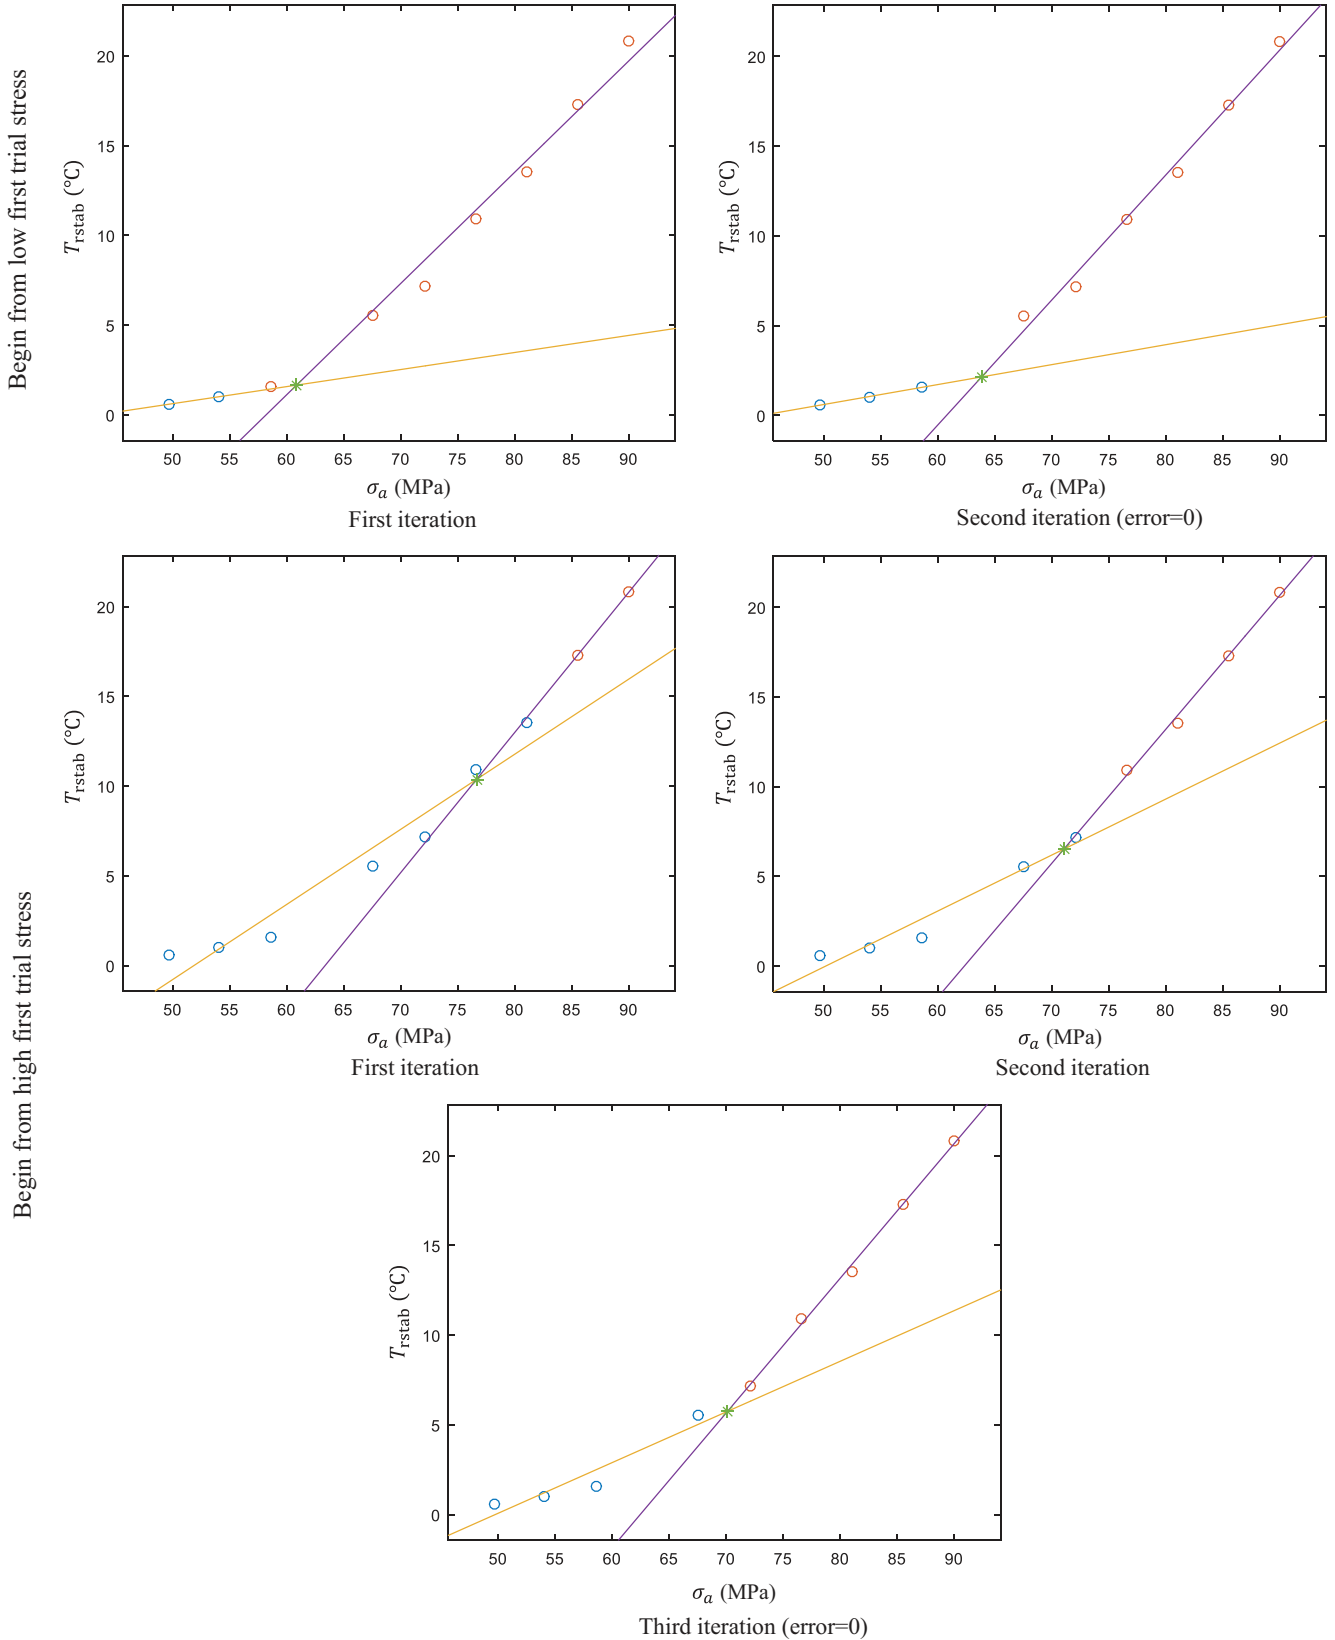 Begin from low first trial stress
20
15
10
5
0
T_rstab (°C)
50 55 60 65 70 75 80 85 90
σ_a (MPa)
First iteration
20
15
10
5
0
T_rstab (°C)
50 55 60 65 70 75 80 85 90
σ_a (MPa)
Second iteration (error=0)
Begin from high first trial stress
20
15
10
5
0
T_rstab (°C)
50 55 60 65 70 75 80 85 90
σ_a (MPa)
First iteration
20
15
10
5
0
T_rstab (°C)
50 55 60 65 70 75 80 85 90
σ_a (MPa)
Second iteration
20
15
10
5
0
T_rstab (°C)
50 55 60 65 70 75 80 85 90
σ_a (MPa)
Third iteration (error=0)